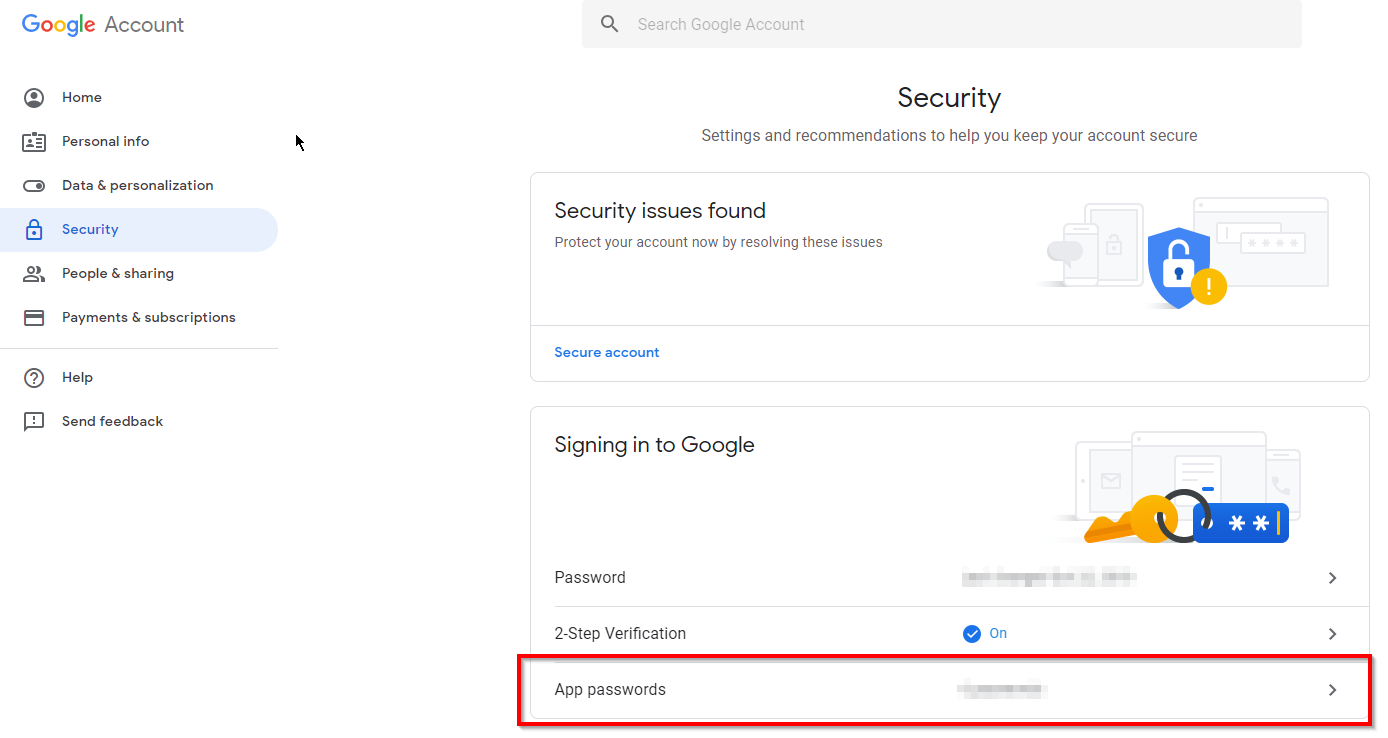 Google Account
Search Google Account
Home
Personal info
Data & personalization
Security
People & sharing
Payments & subscriptions
Help
Send feedback
Security
Settings and recommendations to help you keep your account secure
Security issues found
Protect your account now by resolving these issues
Secure account
Signing in to Google
Password
2-Step Verification On
App passwords